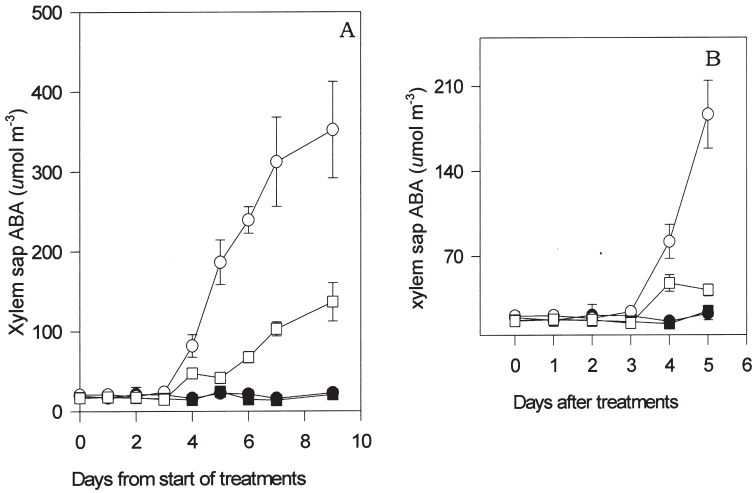 A
500
400
300
200
100
0
Xylem sap ABA (umol m-3)
0 2 4 6 8 10
Days from start of treatments
B
210
140
70
xylem sap ABA (umol m-3)
0 1 2 3 4 5 6
Days after treatments